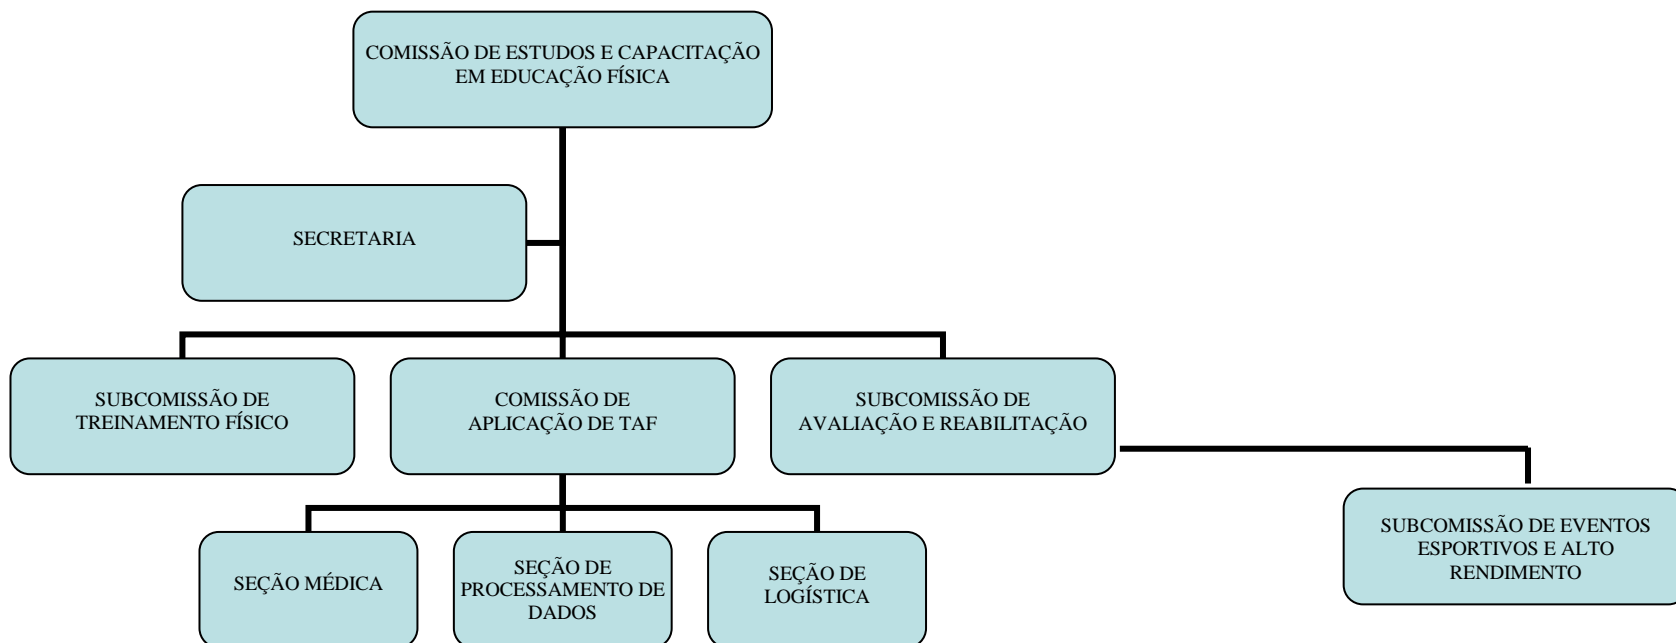 COMISSÃO DE ESTUDOS E CAPACITAÇÃO
EM EDUCAÇÃO FÍSICA
SECRETARIA
SUBCOMISSÃO DE
TREINAMENTO FÍSICO
COMISSÃO DE
APLICAÇÃO DE TAF
SUBCOMISSÃO DE
AVALIAÇÃO E REABILITAÇÃO
SUBCOMISSÃO DE EVENTOS
ESPORTIVOS E ALTO
RENDIMENTO
SEÇÃO MÉDICA
SEÇÃO DE
PROCESSAMENTO DE
DADOS
SEÇÃO DE
LOGÍSTICA